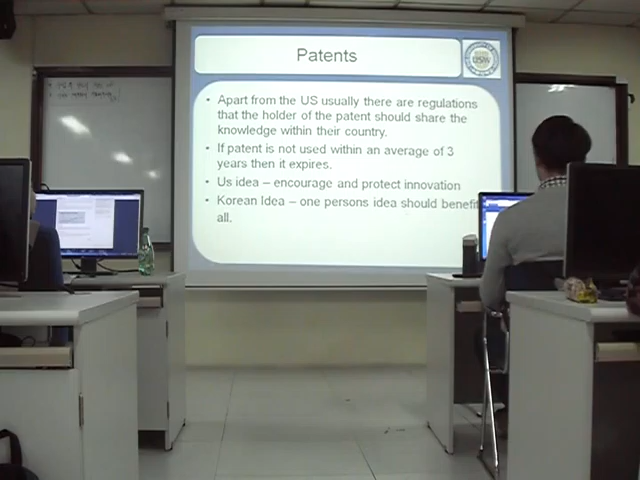 Patents
• Apart from the US usually there are regulations
that the holder of the patent should share the
knowledge within their country.
• If patent is not used within an average of 3
years then it expires.
• Us idea – encourage and protect innovation
• Korean Idea – one persons idea should benefit
all.